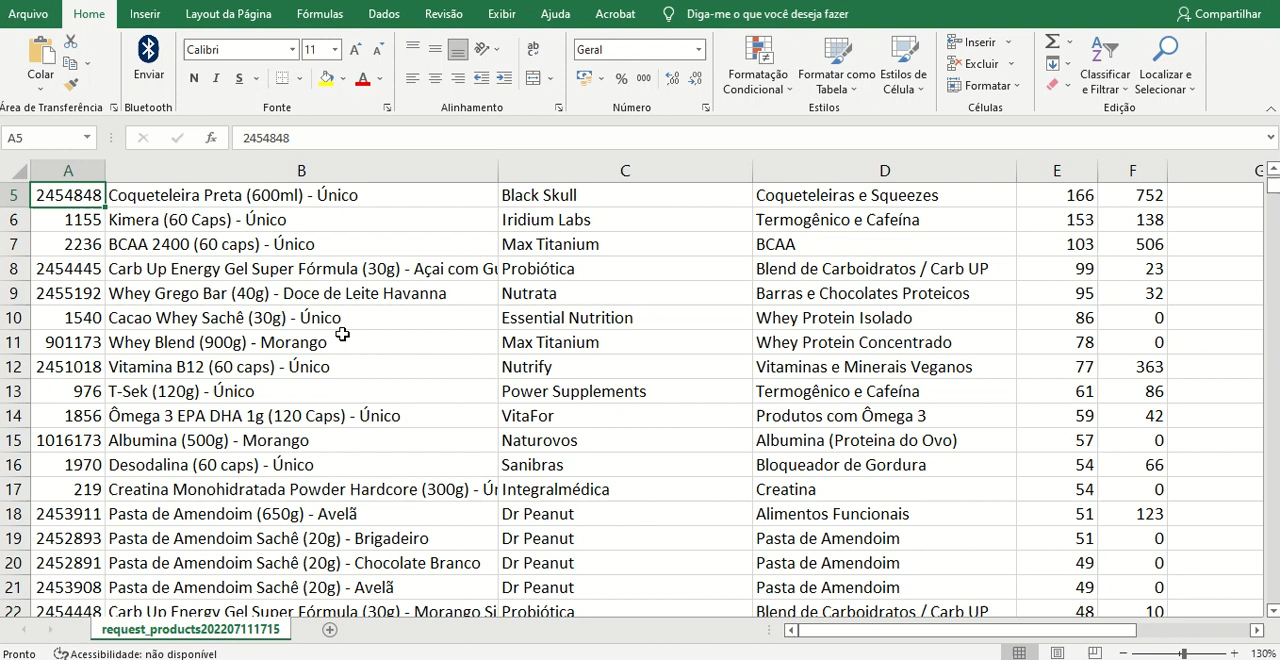 Arquivo Home Inserir Layout da Página Fórmulas Dados Revisão Exibir Ajuda Acrobat Diga-me o que você deseja fazer Compartilhar
Colar
Enviar
Calibri 11
N I S
ab
Geral
% 000
Formatação Condicional
Formatar como Tabela
Estilos de Célula
Inserir
Excluir
Formatar
Classificar e Filtrar
Localizar e Selecionar
Área de Transferência Bluetooth Fonte Alinhamento Número Estilos Células Edição
A5 fx 2454848
A B C D E F G
5 2454848 Coqueteleira Preta (600ml) - Único Black Skull Coqueteleiras e Squeezes 166 752
6 1155 Kimera (60 Caps) - Único Iridium Labs Termogênico e Cafeína 153 138
7 2236 BCAA 2400 (60 caps) - Único Max Titanium BCAA 103 506
8 2454445 Carb Up Energy Gel Super Fórmula (30g) - Açai com Gu Probiótica Blend de Carboidratos / Carb UP 99 23
9 2455192 Whey Grego Bar (40g) - Doce de Leite Havanna Nutrata Barras e Chocolates Proteicos 95 32
10 1540 Cacao Whey Sachê (30g) - Único Essential Nutrition Whey Protein Isolado 86 0
11 901173 Whey Blend (900g) - Morango Max Titanium Whey Protein Concentrado 78 0
12 2451018 Vitamina B12 (60 caps) - Único Nutrify Vitaminas e Minerais Veganos 77 363
13 976 T-Sek (120g) - Único Power Supplements Termogênico e Cafeína 61 86
14 1856 Ômega 3 EPA DHA 1g (120 Caps) - Único VitaFor Produtos com Ômega 3 59 42
15 1016173 Albumina (500g) - Morango Naturovos Albumina (Proteina do Ovo) 57 0
16 1970 Desodalina (60 caps) - Único Sanibras Bloqueador de Gordura 54 66
17 219 Creatina Monohidratada Powder Hardcore (300g) - Ún Integralmédica Creatina 54 0
18 2453911 Pasta de Amendoim (650g) - Avelã Dr Peanut Alimentos Funcionais 51 123
19 2452893 Pasta de Amendoim Sachê (20g) - Brigadeiro Dr Peanut Pasta de Amendoim 51 0
20 2452891 Pasta de Amendoim Sachê (20g) - Chocolate Branco Dr Peanut Pasta de Amendoim 49 0
21 2453908 Pasta de Amendoim Sachê (20g) - Avelã Dr Peanut Pasta de Amendoim 49 0
22 2454448 Carb Up Energy Gel Super Fórmula (30g) - Morango Si Probiótica Blend de Carboidratos / Carb UP 48 10
request_products202207111715
Pronto Acessibilidade: não disponível 130%